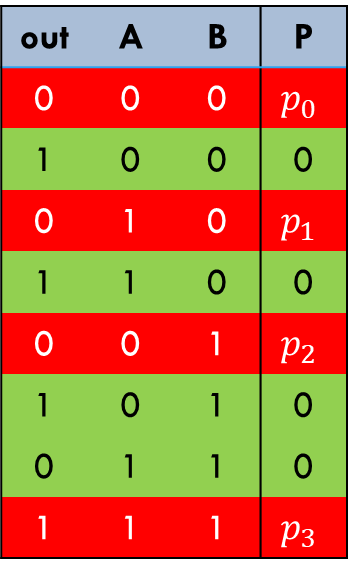 out A B P
0 0 0 p₀
1 0 0 0
0 1 0 p₁
1 1 0 0
0 0 1 p₂
1 0 1 0
0 1 1 0
1 1 1 p₃